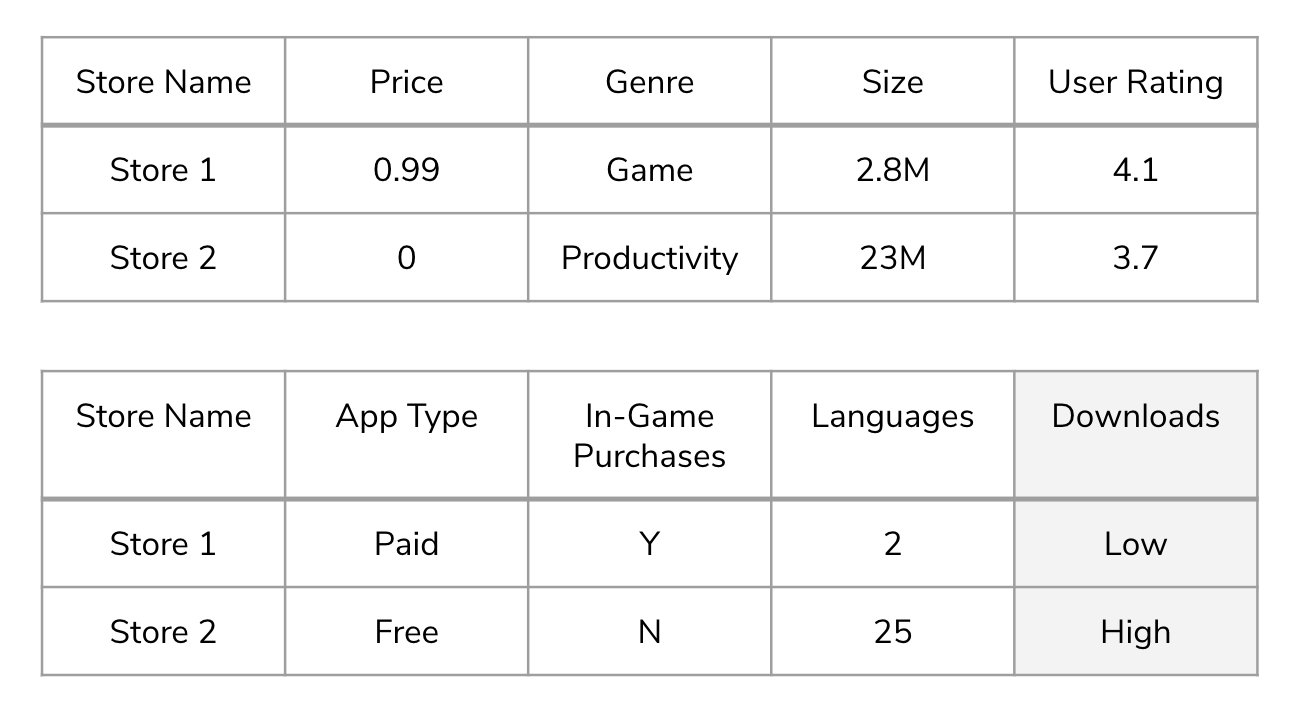 Store Name Price Genre Size User Rating
Store 1 0.99 Game 2.8M 4.1
Store 2 0 Productivity 23M 3.7
Store Name App Type In-Game Languages Downloads
Purchases
Store 1 Paid Y 2 Low
Store 2 Free N 25 High